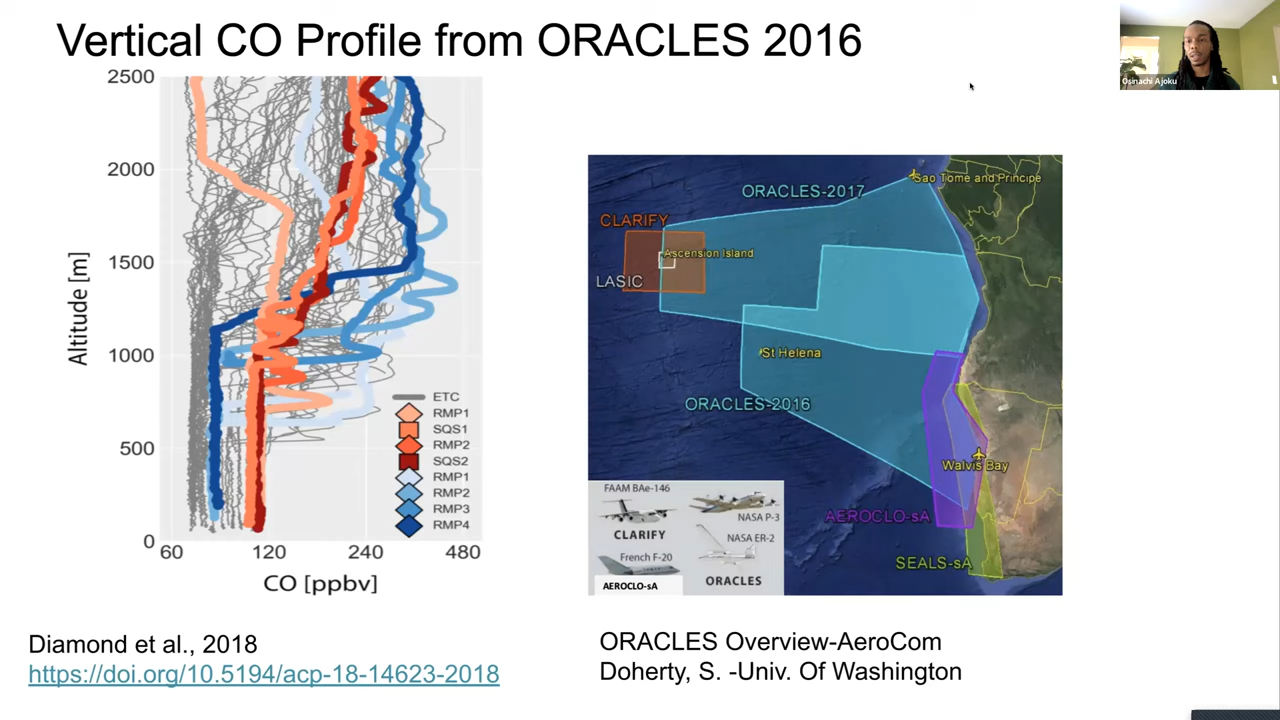 Vertical CO Profile from ORACLES 2016
Osinachi Ajoku
2500
2000
1500
1000
500
0
Altitude [m]
60 120 240 480
CO [ppbv]
ETC
RMP1
SQS1
RMP2
SQS2
RMP1
RMP2
RMP3
RMP4
Sao Tome and Principe
ORACLES-2017
CLARIFY
Ascension Island
LASIC
St Helena
ORACLES-2016
Walvis Bay
AEROCLO-sA
SEALS-sA
FAAM BAe-146
NASA P-3
CLARIFY
NASA ER-2
French F-20
AEROCLO-sA
ORACLES
Diamond et al., 2018
https://doi.org/10.5194/acp-18-14623-2018
ORACLES Overview-AeroCom
Doherty, S. -Univ. Of Washington